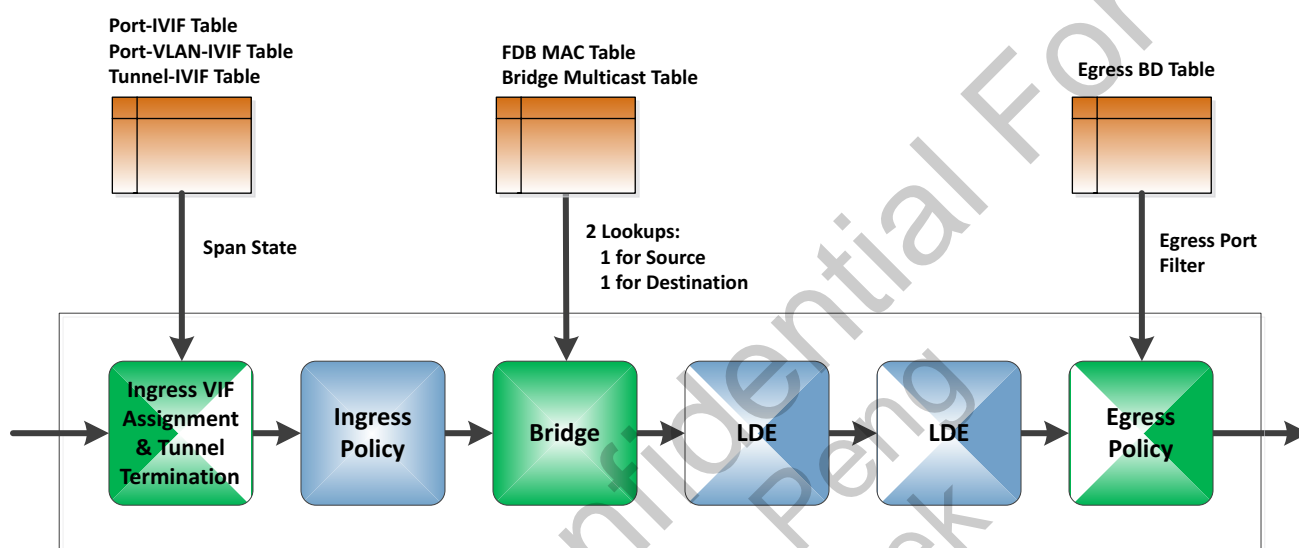 Port-IVIF Table
Port-VLAN-IVIF Table
Tunnel-IVIF Table
FDB MAC Table
Bridge Multicast Table
Egress BD Table
Span State
2 Lookups:
1 for Source
1 for Destination
Egress Port
Filter
Ingress VIF
Assignment
& Tunnel
Termination
Ingress
Policy
Bridge
LDE
LDE
Egress
Policy
Confidential For
Peng